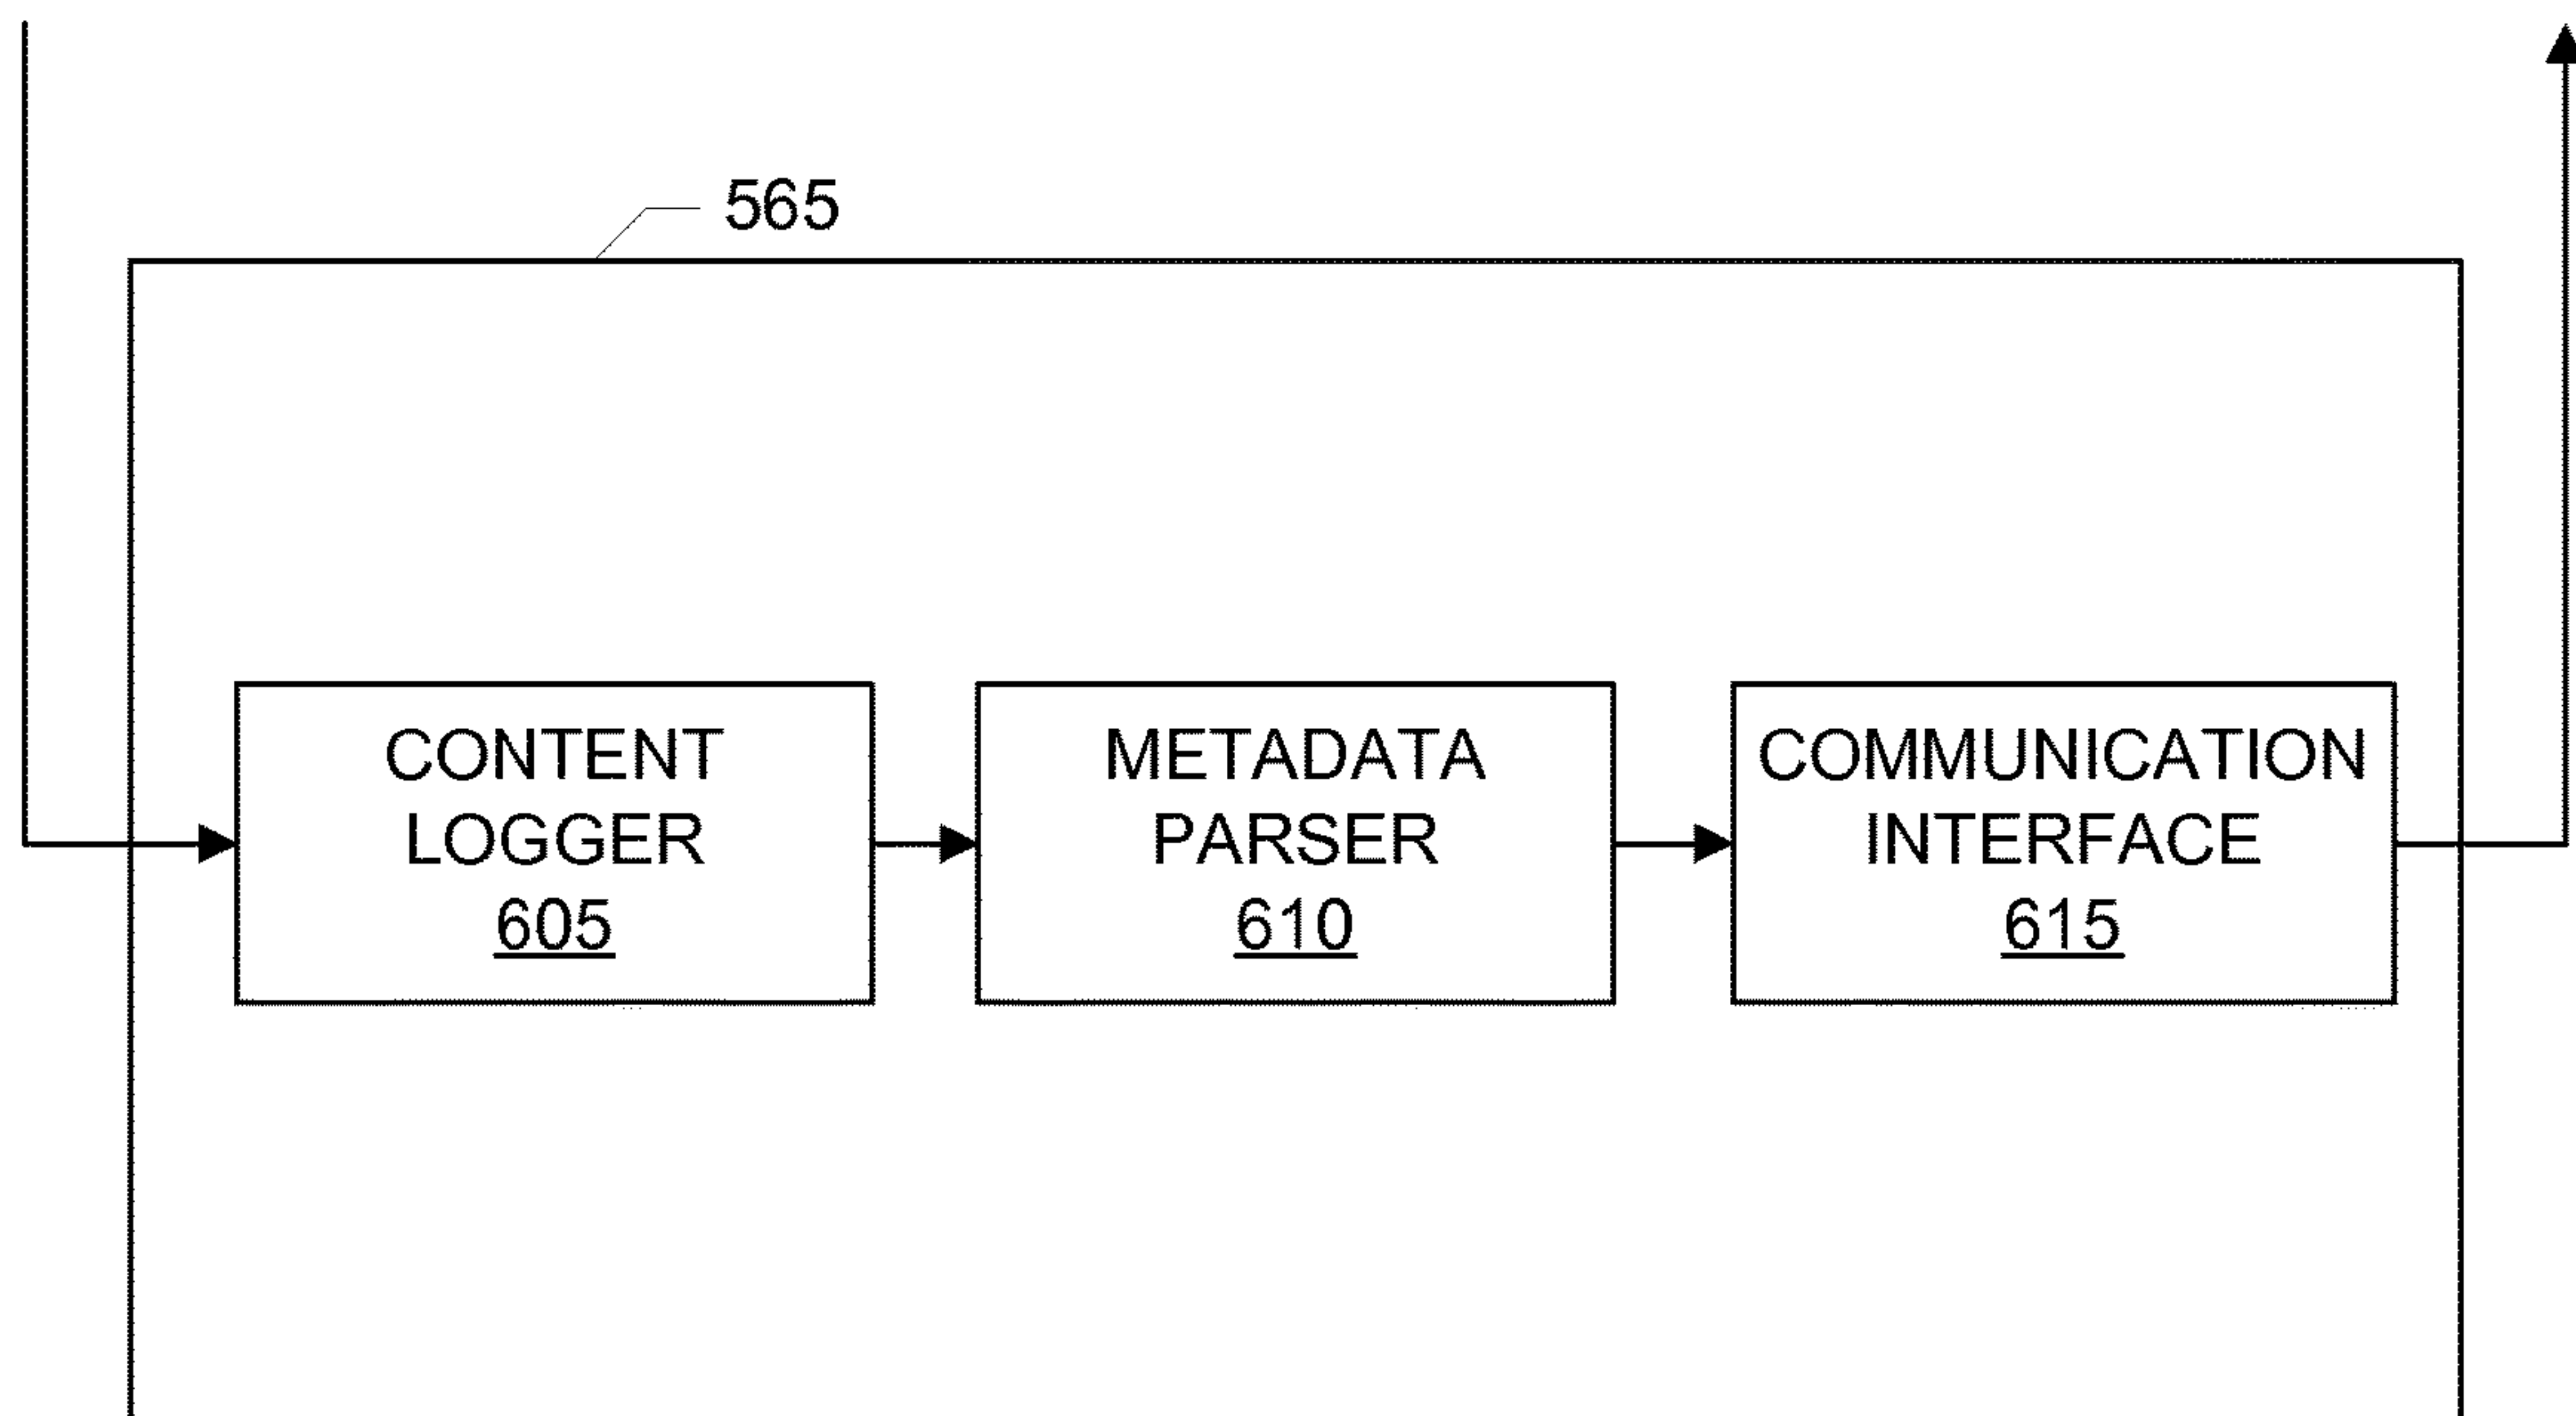 565
CONTENT
LOGGER
605
METADATA
PARSER
610
COMMUNICATION
INTERFACE
615